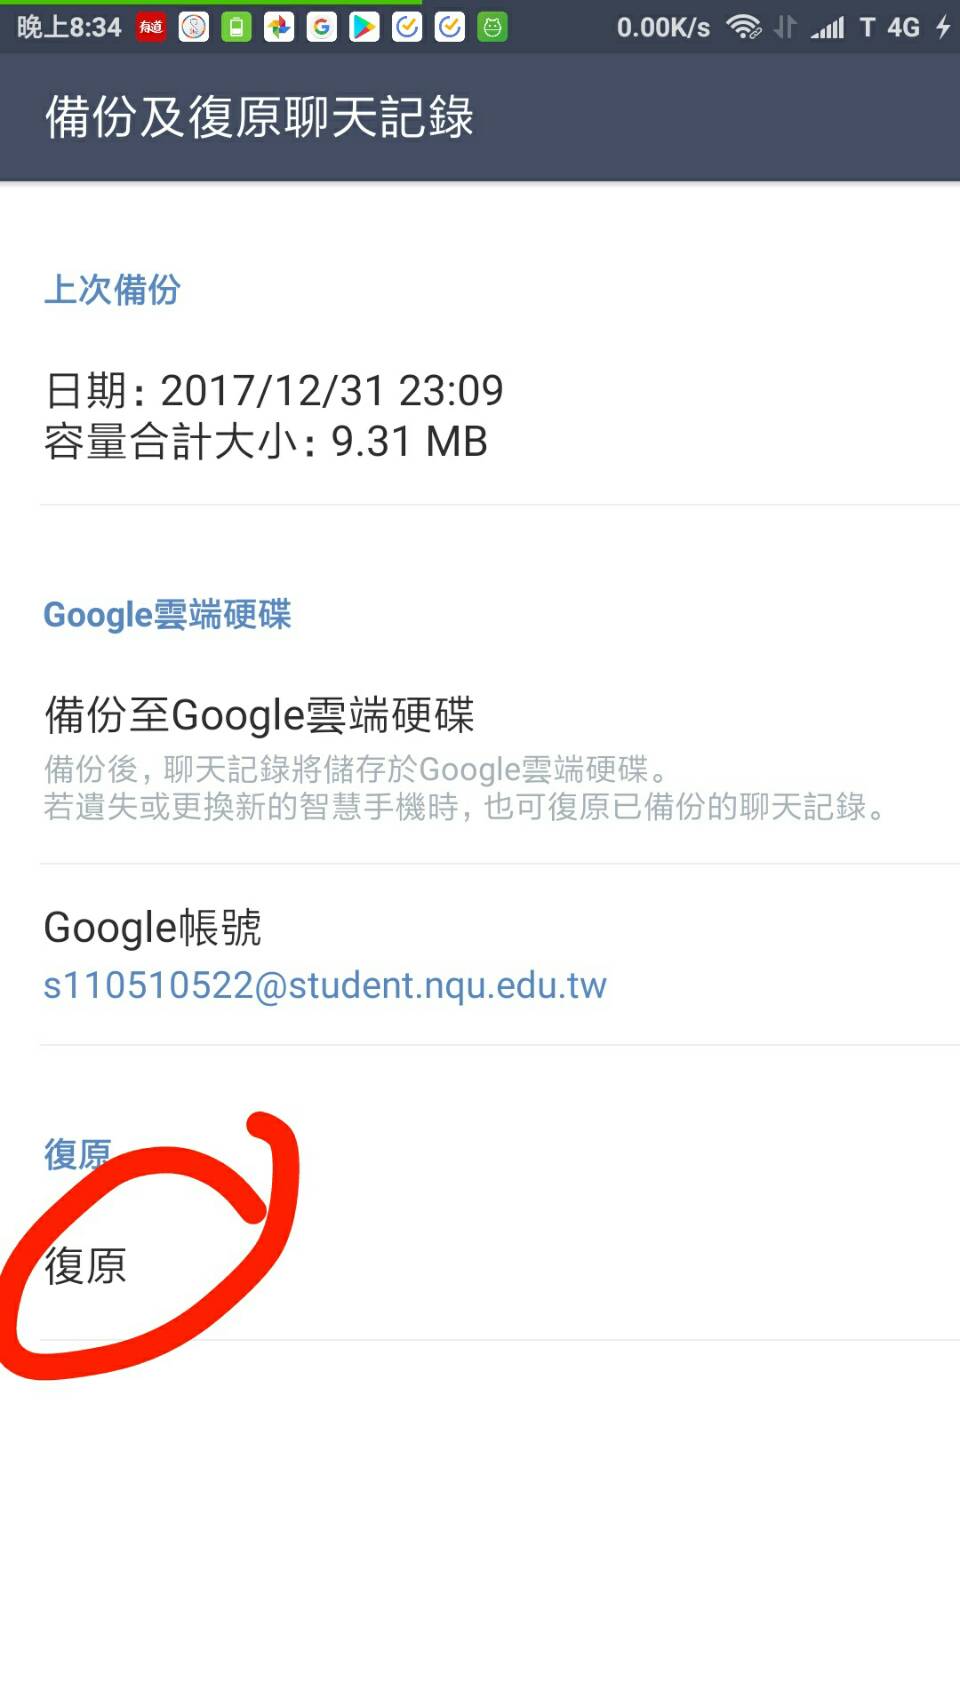 晚上8:34 有道 0.00K/s T 4G
備份及復原聊天記錄
上次備份
日期：2017/12/31 23:09
容量合計大小：9.31 MB
Google雲端硬碟
備份至Google雲端硬碟
備份後，聊天記錄將儲存於Google雲端硬碟。
若遺失或更換新的智慧手機時，也可復原已備份的聊天記錄。
Google帳號
s110510522@student.nqu.edu.tw
復原
復原